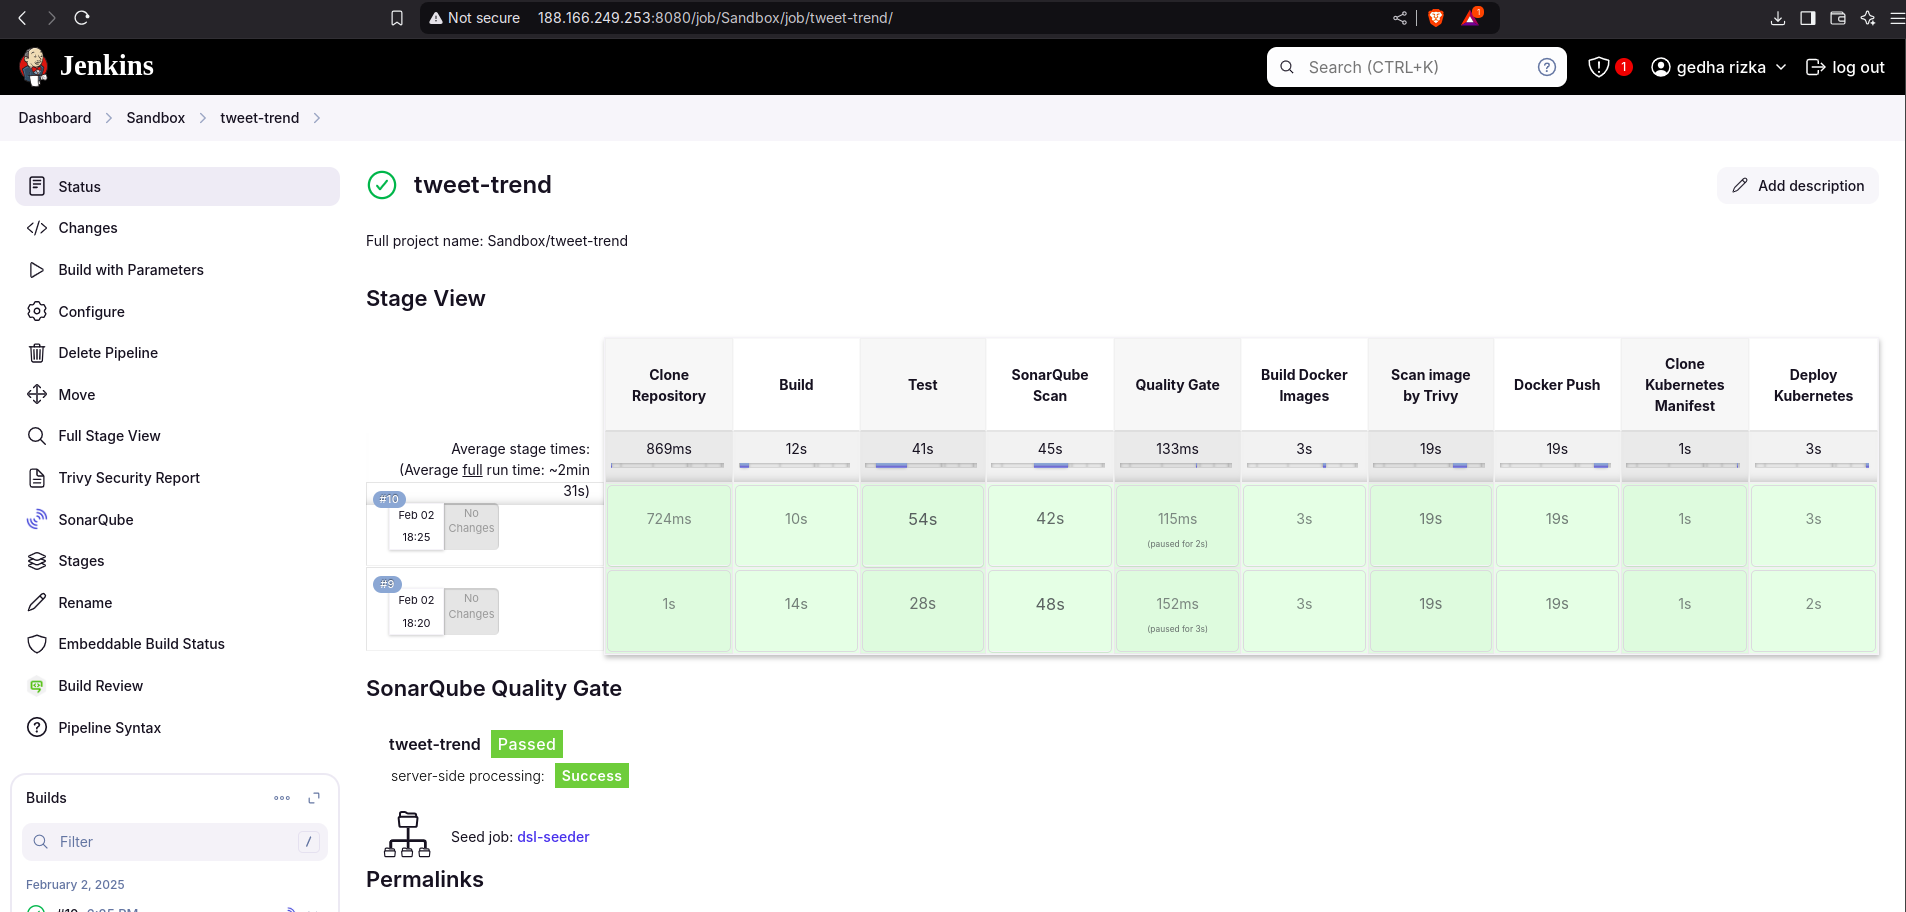 Not secure 188.166.249.253:8080/job/Sandbox/job/tweet-trend/
1
Jenkins
Search (CTRL+K)
?
1
gedha rizka
log out
Dashboard
Sandbox
tweet-trend
Status
Changes
Build with Parameters
Configure
Delete Pipeline
Move
Full Stage View
Trivy Security Report
SonarQube
Stages
Rename
Embeddable Build Status
Build Review
Pipeline Syntax
Builds
Filter
/
February 2, 2025
tweet-trend
Add description
Full project name: Sandbox/tweet-trend
Stage View
Clone
Repository
Build
Test
SonarQube
Scan
Quality Gate
Build Docker
Images
Scan image
by Trivy
Docker Push
Clone
Kubernetes
Manifest
Deploy
Kubernetes
Average stage times:
(Average full run time: ~2min
31s)
869ms 12s 41s 45s 133ms 3s 19s 19s 1s 3s
#10
Feb 02
18:25
No
Changes
724ms 10s 54s 42s 115ms 3s 19s 19s 1s 3s
(paused for 2s)
#9
Feb 02
18:20
No
Changes
1s 14s 28s 48s 152ms 3s 19s 19s 1s 2s
(paused for 3s)
SonarQube Quality Gate
tweet-trend Passed
server-side processing: Success
Seed job: dsl-seeder
Permalinks